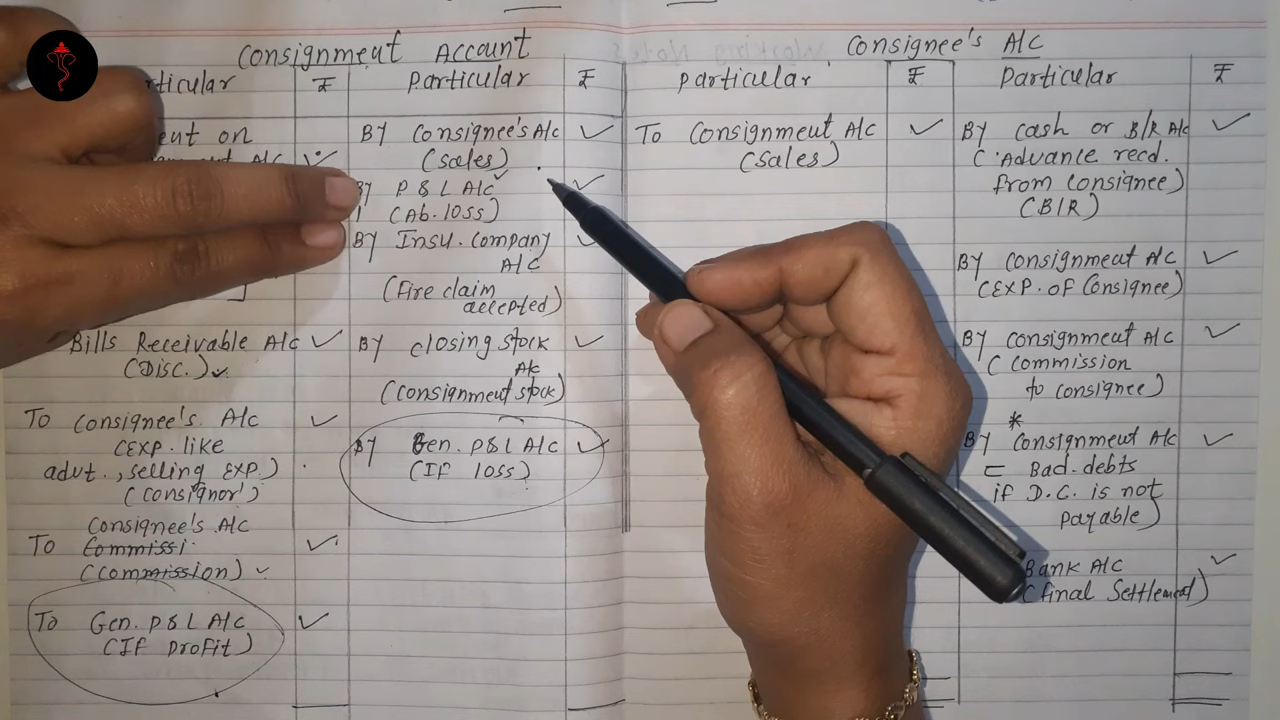 Consignment Account
rticular ₹ Particular ₹
ent on
BY Consignee's A/c
(sales)
BY P & L A/c
(Ab. loss)
BY Insu. Company
A/c
(Fire claim
accepted)
Bills Receivable A/c
(DISC.)
BY closing stock
A/c
(consignment stock)
To Consignee's A/c
(EXP. like
advt., selling EXP.)
(consignor)
BY Gen. P & L A/c
(IF loss)
Consignee's A/c
To Commissi
(commission)
To Gen. P & L A/c
(IF profit)
Consignee's A/c
Particular ₹ Particular ₹
To Consignment A/c
(sales)
BY cash or B/R A/c
(Advance recd.
from Consignee)
(B/R)
BY consignment A/c
(EXP. of Consignee)
BY consignment A/c
(commission
to consignee)
*
BY consignment A/c
Bad-debts
if D.C. is not
payable)
Bank A/c
(final Settlement)